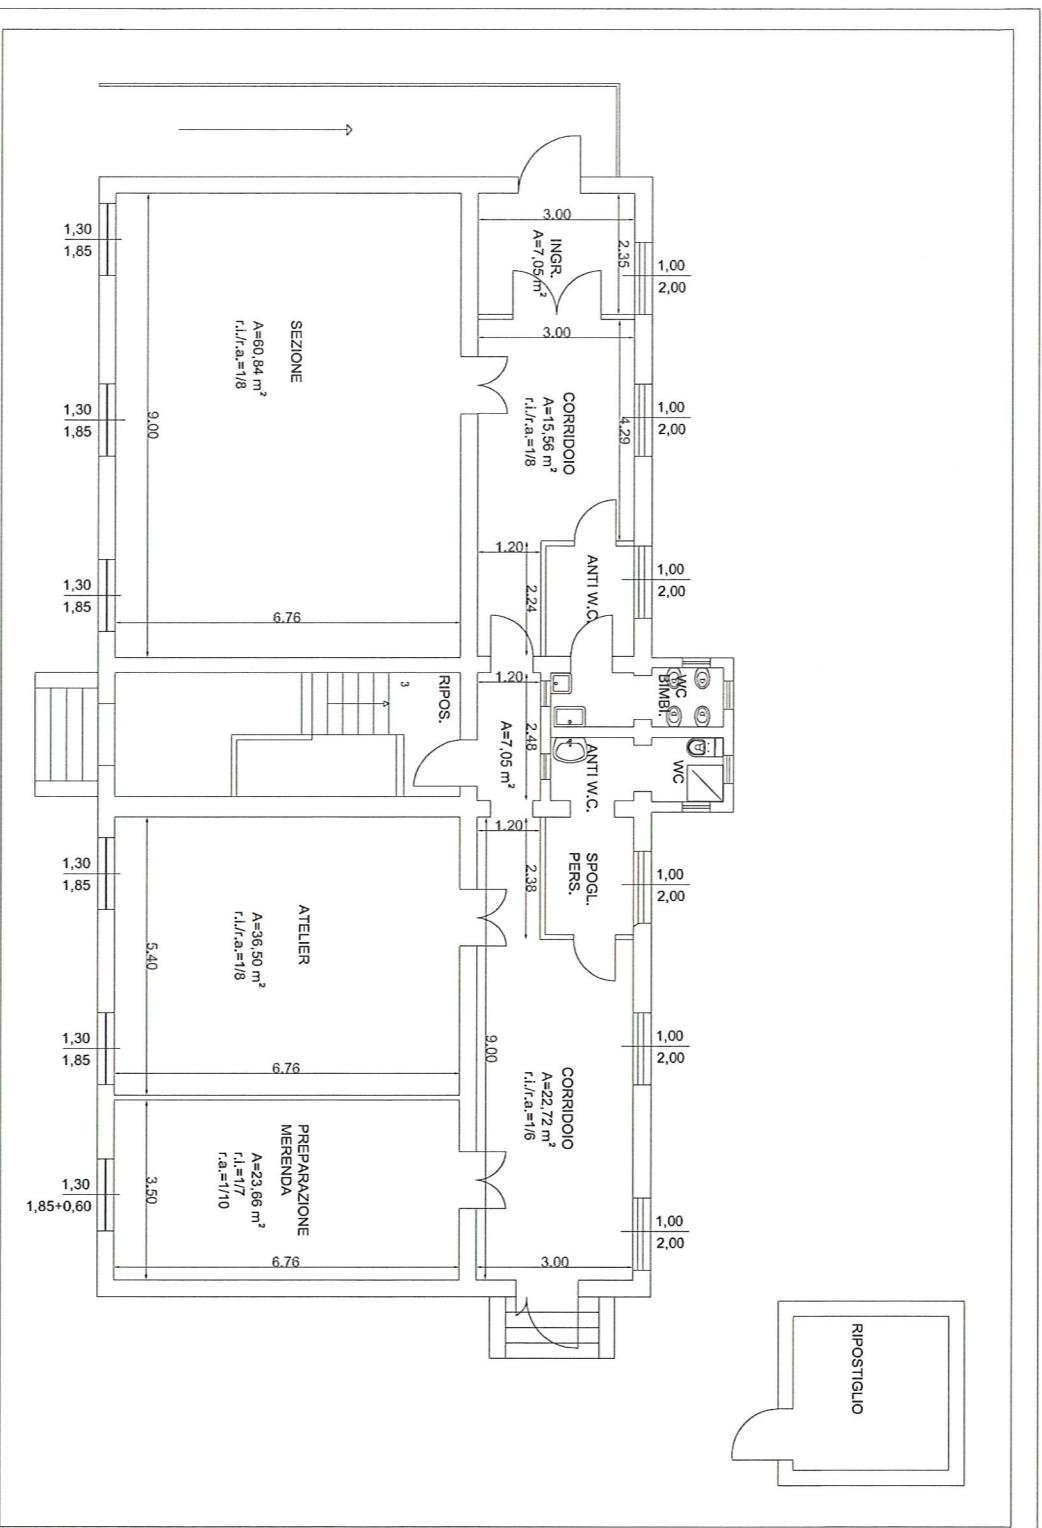 3.00
INGR.
A=7,05 m²
2.35
1,00
2,00
3.00
CORRIDOIO
A=15,56 m²
r.i./r.a.=1/8
4.29
1,00
2,00
1,30
1,85
SEZIONE
A=60,84 m²
r.i./r.a.=1/8
9.00
1,30
1,85
1,30
1,85
6.76
1.20
2.24
ANTI W.C.
1,00
2,00
WC
BIMBI.
WC
ANTI W.C.
1.20
2.48
A=7,05 m²
RIPOS.
3
1.20
2.38
SPOGL.
PERS.
1,00
2,00
1,30
1,85
ATELIER
A=36,50 m²
r.i./r.a.=1/8
5.40
1,30
1,85
6.76
9.00
CORRIDOIO
A=22,72 m²
r.i./r.a.=1/6
1,00
2,00
PREPARAZIONE
MERENDA
A=23,66 m²
r.i.=1/7
r.a.=1/10
3.50
1,30
1,85+0,60
6.76
3.00
1,00
2,00
RIPOSTIGLIO